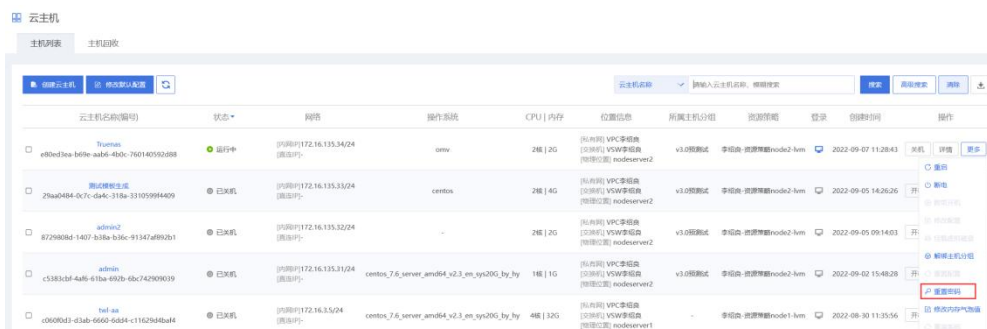 云主机
主机列表 主机回收
创建云主机 修改默认配置 云主机名称 请输入云主机名称，模糊搜索 搜索 高级搜索 清除
云主机名称(编号) 状态 网络 操作系统 CPU | 内存 位置信息 所属主机分组 资源策略 登录 创建时间 操作
Truenas
e80ed3ea-b69e-aab6-4b0c-760140592d88
运行中
[内网IP]172.16.135.34/24
[直连IP]-
omv
2核 | 2G
[私有网] VPC李绍良
[交换机] VSW李绍良
[物理位置] nodeserver2
v3.0预测试
李绍良-资源策略node2-lvm
2022-09-07 11:28:43
关机 详情 更多
测试模板生成
29aa0484-0c7c-da4c-318a-3310599f4409
已关机
[内网IP]172.16.135.33/24
[直连IP]-
centos
2核 | 4G
[私有网] VPC李绍良
[交换机] VSW李绍良
[物理位置] nodeserver2
v3.0预测试
李绍良-资源策略node2-lvm
2022-09-05 14:26:26
admin2
8729808d-1407-b38a-b36c-91347af892b1
已关机
[内网IP]172.16.135.32/24
[直连IP]-
-
2核 | 2G
[私有网] VPC李绍良
[交换机] VSW李绍良
[物理位置] nodeserver2
v3.0预测试
李绍良-资源策略node2-lvm
2022-09-05 09:14:03
admin
c5383cbf-4af6-61ba-692b-6bc742909039
已关机
[内网IP]172.16.135.31/24
[直连IP]-
centos_7.6_server_amd64_v2.3_en_sys20G_by_hy
1核 | 1G
[私有网] VPC李绍良
[交换机] VSW李绍良
[物理位置] nodeserver2
v3.0预测试
李绍良-资源策略node2-lvm
2022-09-02 15:48:28
twl-aa
c060f0d3-d3ab-6660-6dd4-c11629d4baf4
已关机
[内网IP]172.16.3.5/24
[直连IP]-
centos_7.6_server_amd64_v2.3_en_sys20G_by_hy
4核 | 32G
[私有网] VPC李绍良
[交换机] VSW李绍良
[物理位置] nodeserver1
-
李绍良-资源策略node1-lvm
2022-08-30 11:35:56
重启
断电
修改配置
解绑主机分组
重置密码
修改内存气泡值